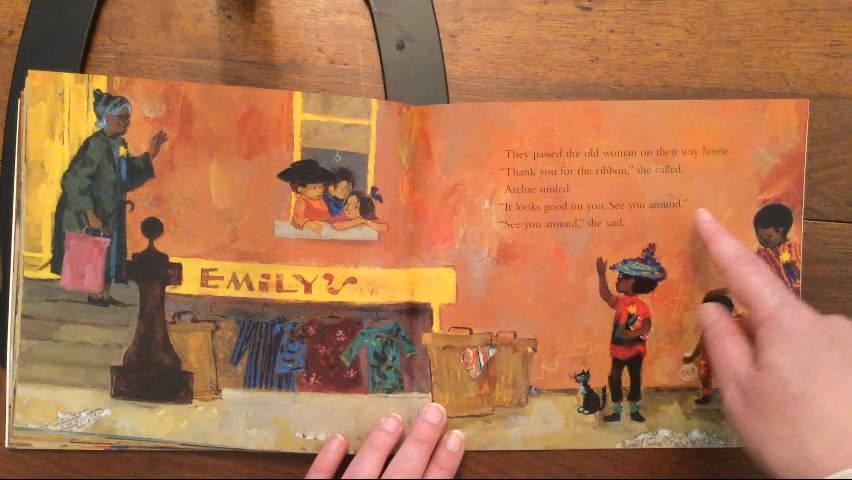 EMILY
They passed the old woman on their way home.
"Thank you for the ribbon," she called.
Archie smiled.
"It looks good on you. See you around."
"See you around," she said.